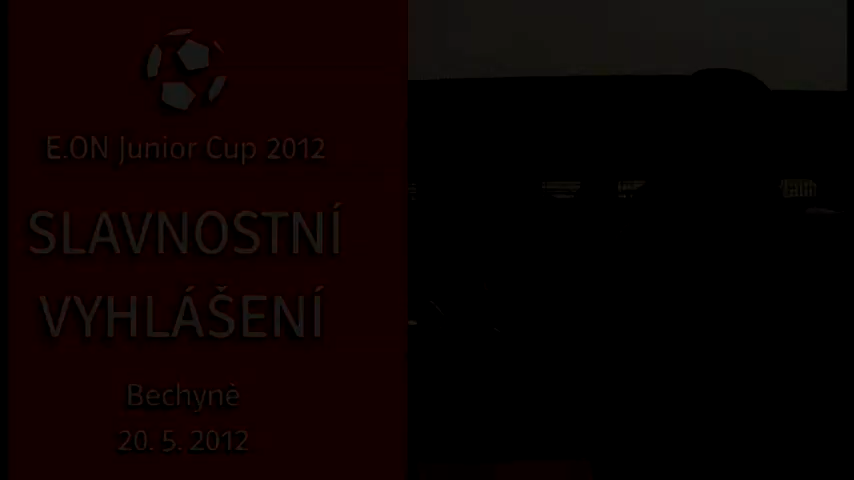 E.ON Junior Cup 2012
SLAVNOSTNÍ
VYHLÁŠENÍ
Bechyně
20. 5. 2012